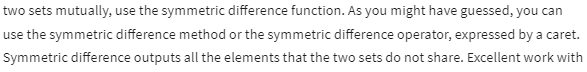 two sets mutually, use the symmetric difference function. As you might have guessed, you can
use the symmetric difference method or the symmetric difference operator, expressed by a caret.
Symmetric difference outputs all the elements that the two sets do not share. Excellent work with